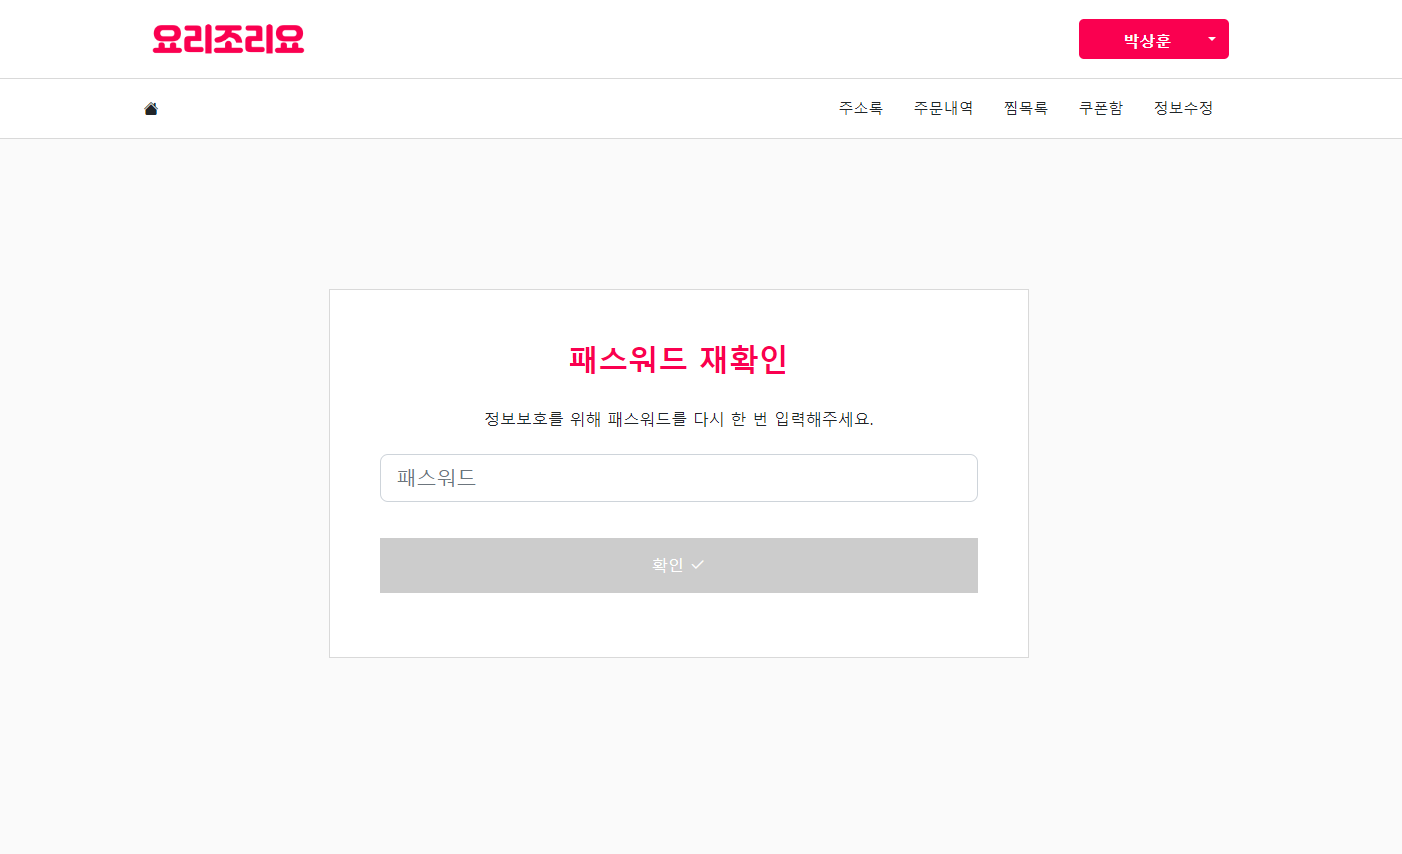 요리조리요
박상훈
주소록 주문내역 찜목록 쿠폰함 정보수정
패스워드 재확인
정보보호를 위해 패스워드를 다시 한 번 입력해주세요.
패스워드
확인